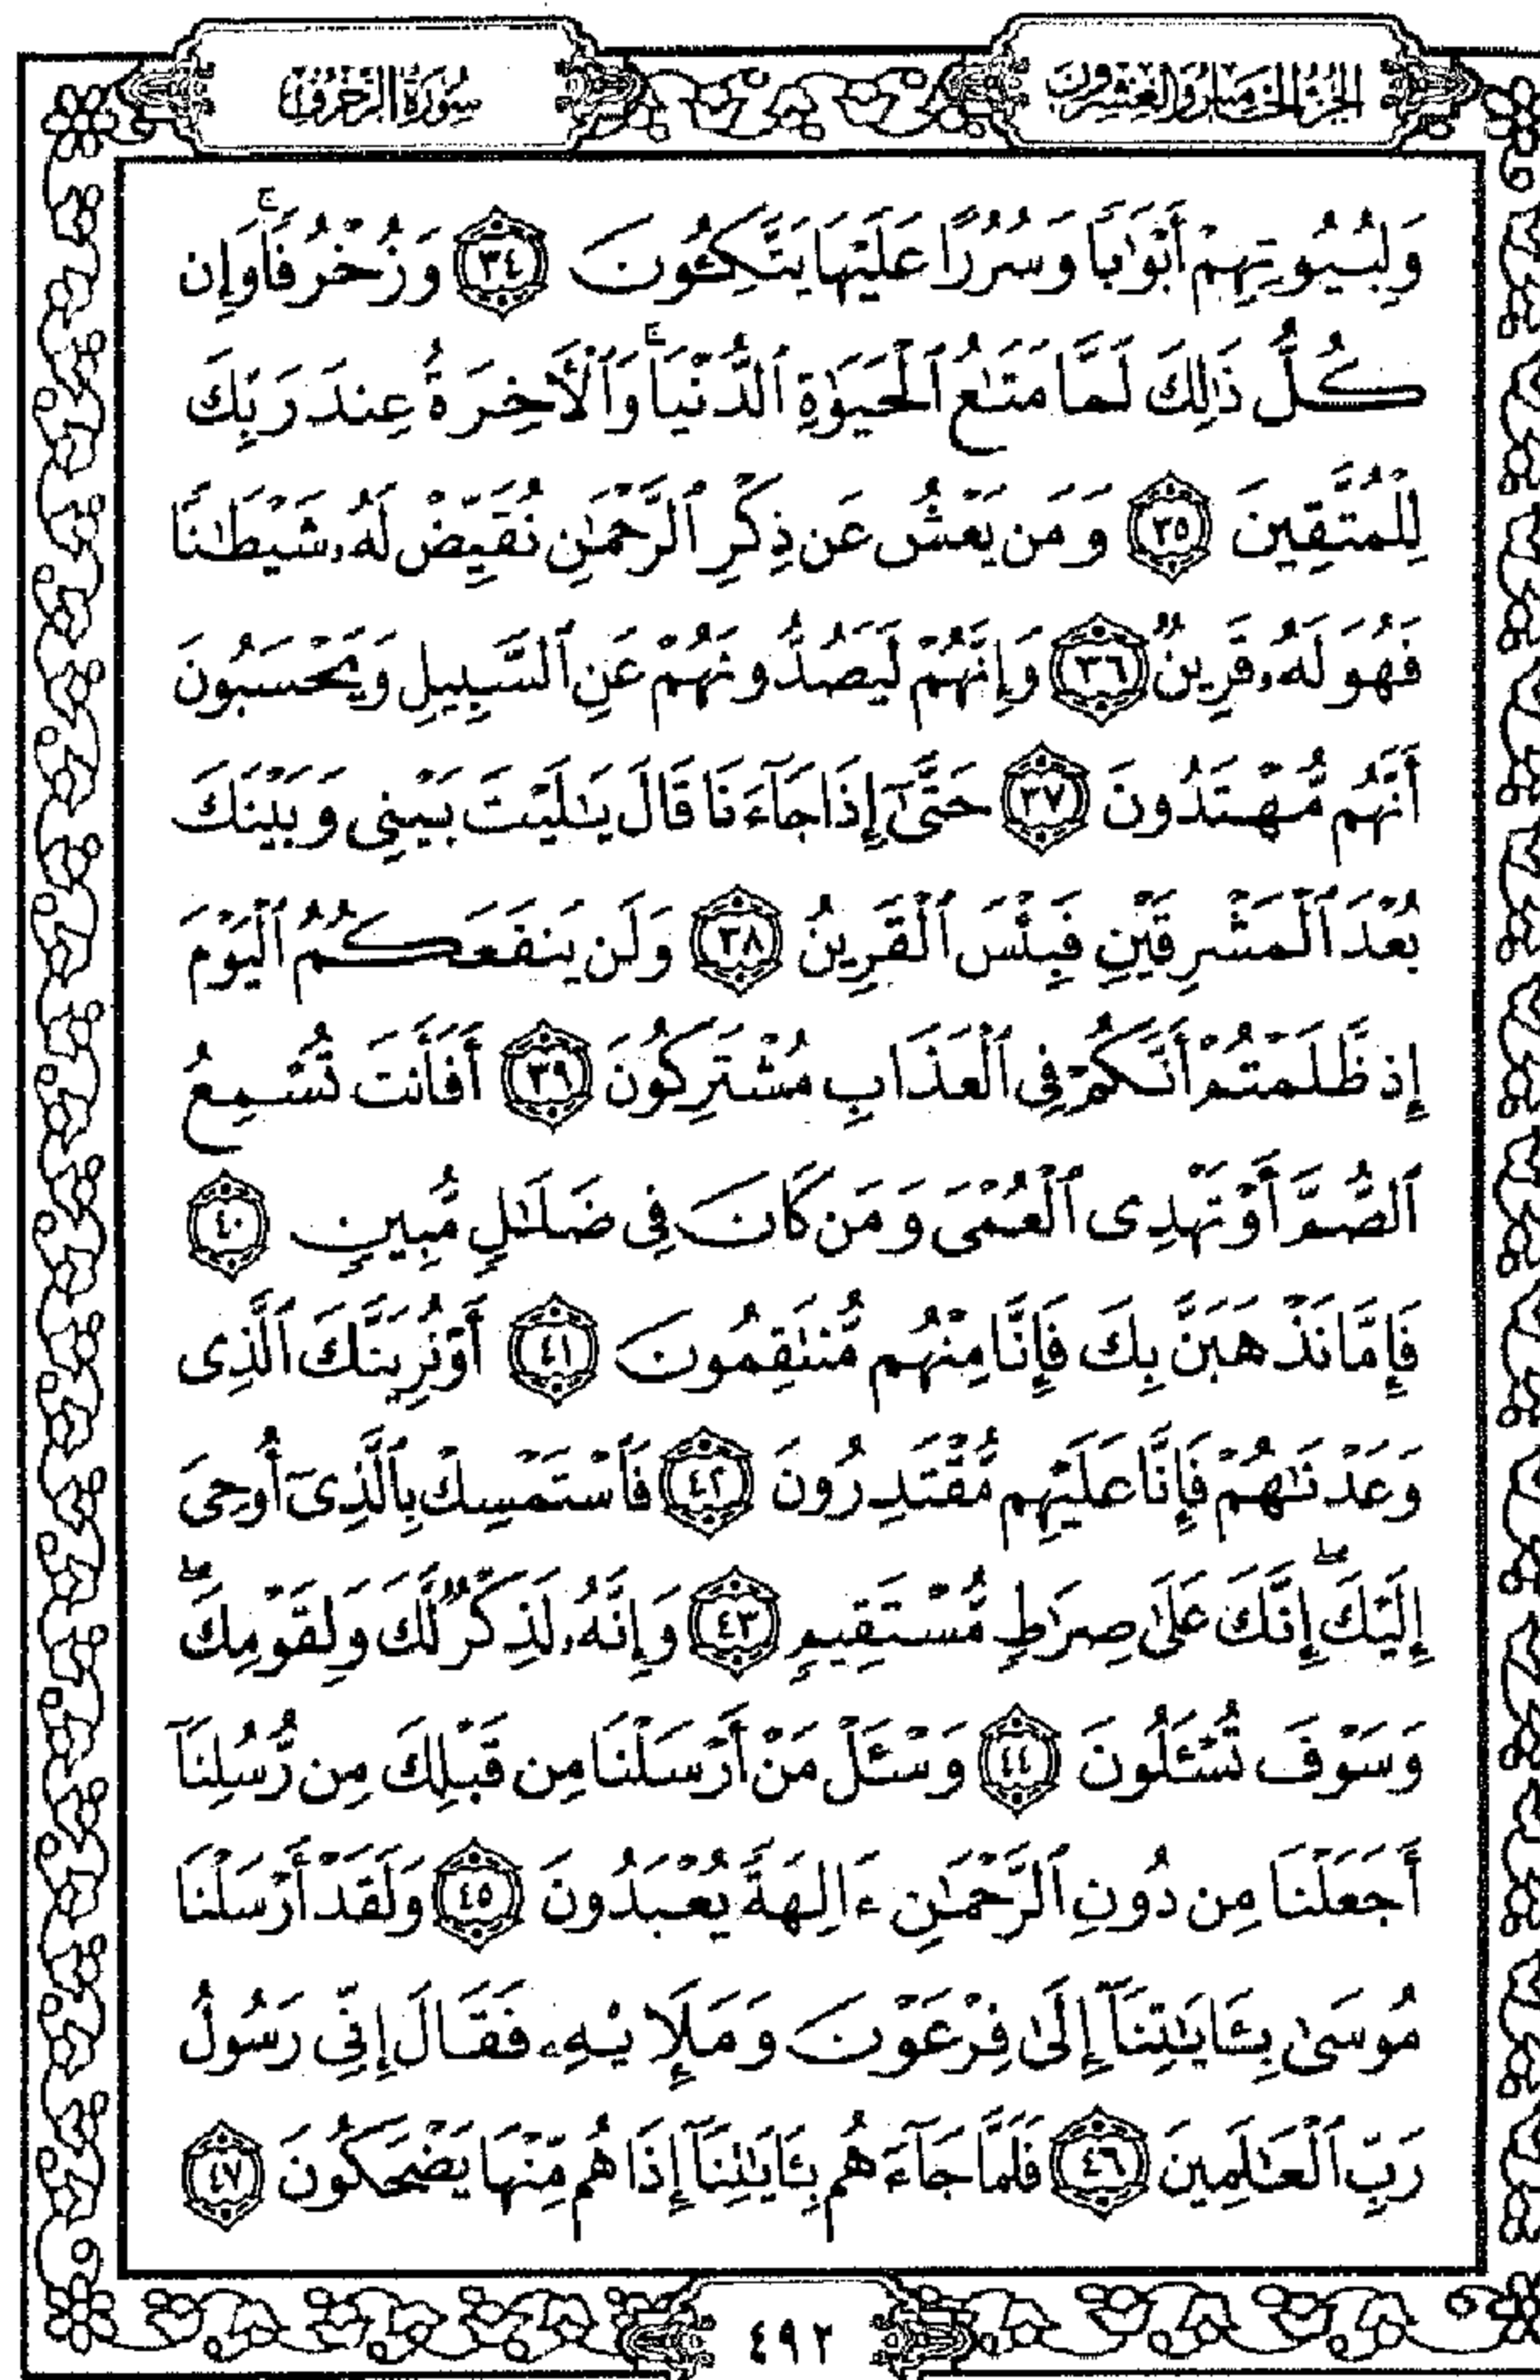 الجزء الخامس والعشرون
سورة الزخرف
وَلِبُيُوتِهِمْ أَبْوَٰبًا وَسُرُرًا عَلَيْهَا يَتَّكِـُٔونَ ﴿٣٤﴾ وَزُخْرُفًا ۚ وَإِن
كُلُّ ذَٰلِكَ لَمَّا مَتَـٰعُ ٱلْحَيَوٰةِ ٱلدُّنْيَا ۚ وَٱلْـَٔاخِرَةُ عِندَ رَبِّكَ
لِلْمُتَّقِينَ ﴿٣٥﴾ وَمَن يَعْشُ عَن ذِكْرِ ٱلرَّحْمَـٰنِ نُقَيِّضْ لَهُۥ شَيْطَـٰنًا
فَهُوَ لَهُۥ قَرِينٌ ﴿٣٦﴾ وَإِنَّهُمْ لَيَصُدُّونَهُمْ عَنِ ٱلسَّبِيلِ وَيَحْسَبُونَ
أَنَّهُم مُّهْتَدُونَ ﴿٣٧﴾ حَتَّىٰٓ إِذَا جَآءَنَا قَالَ يَـٰلَيْتَ بَيْنِى وَبَيْنَكَ
بُعْدَ ٱلْمَشْرِقَيْنِ فَبِئْسَ ٱلْقَرِينُ ﴿٣٨﴾ وَلَن يَنفَعَكُمُ ٱلْيَوْمَ
إِذ ظَّلَمْتُمْ أَنَّكُمْ فِى ٱلْعَذَابِ مُشْتَرِكُونَ ﴿٣٩﴾ أَفَأَنتَ تُسْمِعُ
ٱلصُّمَّ أَوْ تَهْدِى ٱلْعُمْىَ وَمَن كَانَ فِى ضَلَـٰلٍ مُّبِينٍ ﴿٤٠﴾
فَإِمَّا نَذْهَبَنَّ بِكَ فَإِنَّا مِنْهُم مُّنتَقِمُونَ ﴿٤١﴾ أَوْ نُرِيَنَّكَ ٱلَّذِى
وَعَدْنَـٰهُمْ فَإِنَّا عَلَيْهِم مُّقْتَدِرُونَ ﴿٤٢﴾ فَٱسْتَمْسِكْ بِٱلَّذِىٓ أُوحِىَ
إِلَيْكَ ۖ إِنَّكَ عَلَىٰ صِرَٰطٍ مُّسْتَقِيمٍ ﴿٤٣﴾ وَإِنَّهُۥ لَذِكْرٌ لَّكَ وَلِقَوْمِكَ ۖ
وَسَوْفَ تُسْـَٔلُونَ ﴿٤٤﴾ وَسْـَٔلْ مَنْ أَرْسَلْنَا مِن قَبْلِكَ مِن رُّسُلِنَآ
أَجَعَلْنَا مِن دُونِ ٱلرَّحْمَـٰنِ ءَالِهَةً يُعْبَدُونَ ﴿٤٥﴾ وَلَقَدْ أَرْسَلْنَا
مُوسَىٰ بِـَٔايَـٰتِنَآ إِلَىٰ فِرْعَوْنَ وَمَلَإِي۟هِۦ فَقَالَ إِنِّى رَسُولُ
رَبِّ ٱلْعَـٰلَمِينَ ﴿٤٦﴾ فَلَمَّا جَآءَهُم بِـَٔايَـٰتِنَآ إِذَا هُم مِّنْهَا يَضْحَكُونَ ﴿٤٧﴾
٤٩٢